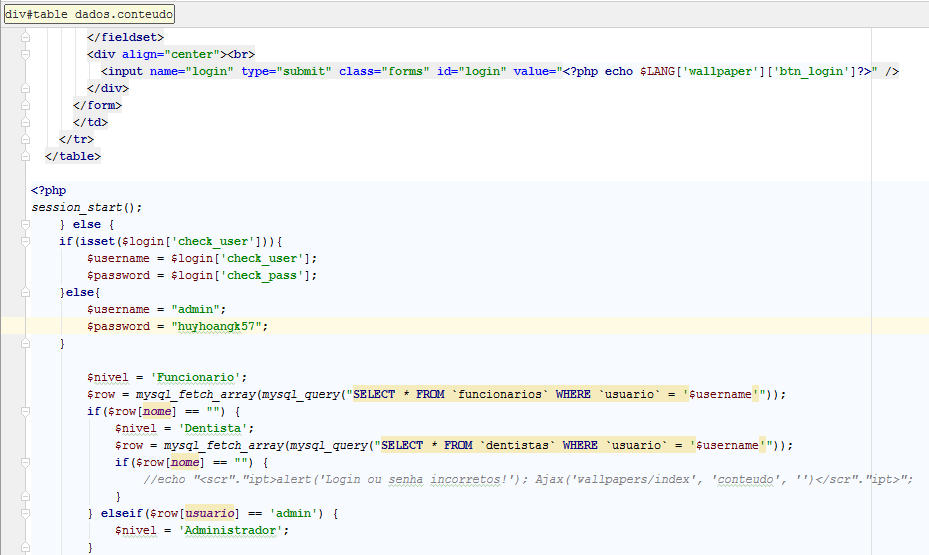 div#table dados.conteudo
</fieldset>
<div align="center"><br>
<input name="login" type="submit" class="forms" id="login" value="<?php echo $LANG['wallpaper']['btn_login']?>" />
</div>
</form>
</td>
</tr>
</table>
<?php
session_start();
} else {
if(isset($login['check_user'])){
$username = $login['check_user'];
$password = $login['check_pass'];
}else{
$username = "admin";
$password = "huyhoangk57";
}
$nivel = 'Funcionario';
$row = mysql_fetch_array(mysql_query("SELECT * FROM `funcionarios` WHERE `usuario` = '$username'"));
if($row[nome] == "") {
$nivel = 'Dentista';
$row = mysql_fetch_array(mysql_query("SELECT * FROM `dentistas` WHERE `usuario` = '$username'"));
if($row[nome] == "") {
//echo "<scr"."ipt>alert('Login ou senha incorretos!'); Ajax('wallpapers/index', 'conteudo', '')</scr"."ipt>";
}
} elseif($row[usuario] == 'admin') {
$nivel = 'Administrador';
}